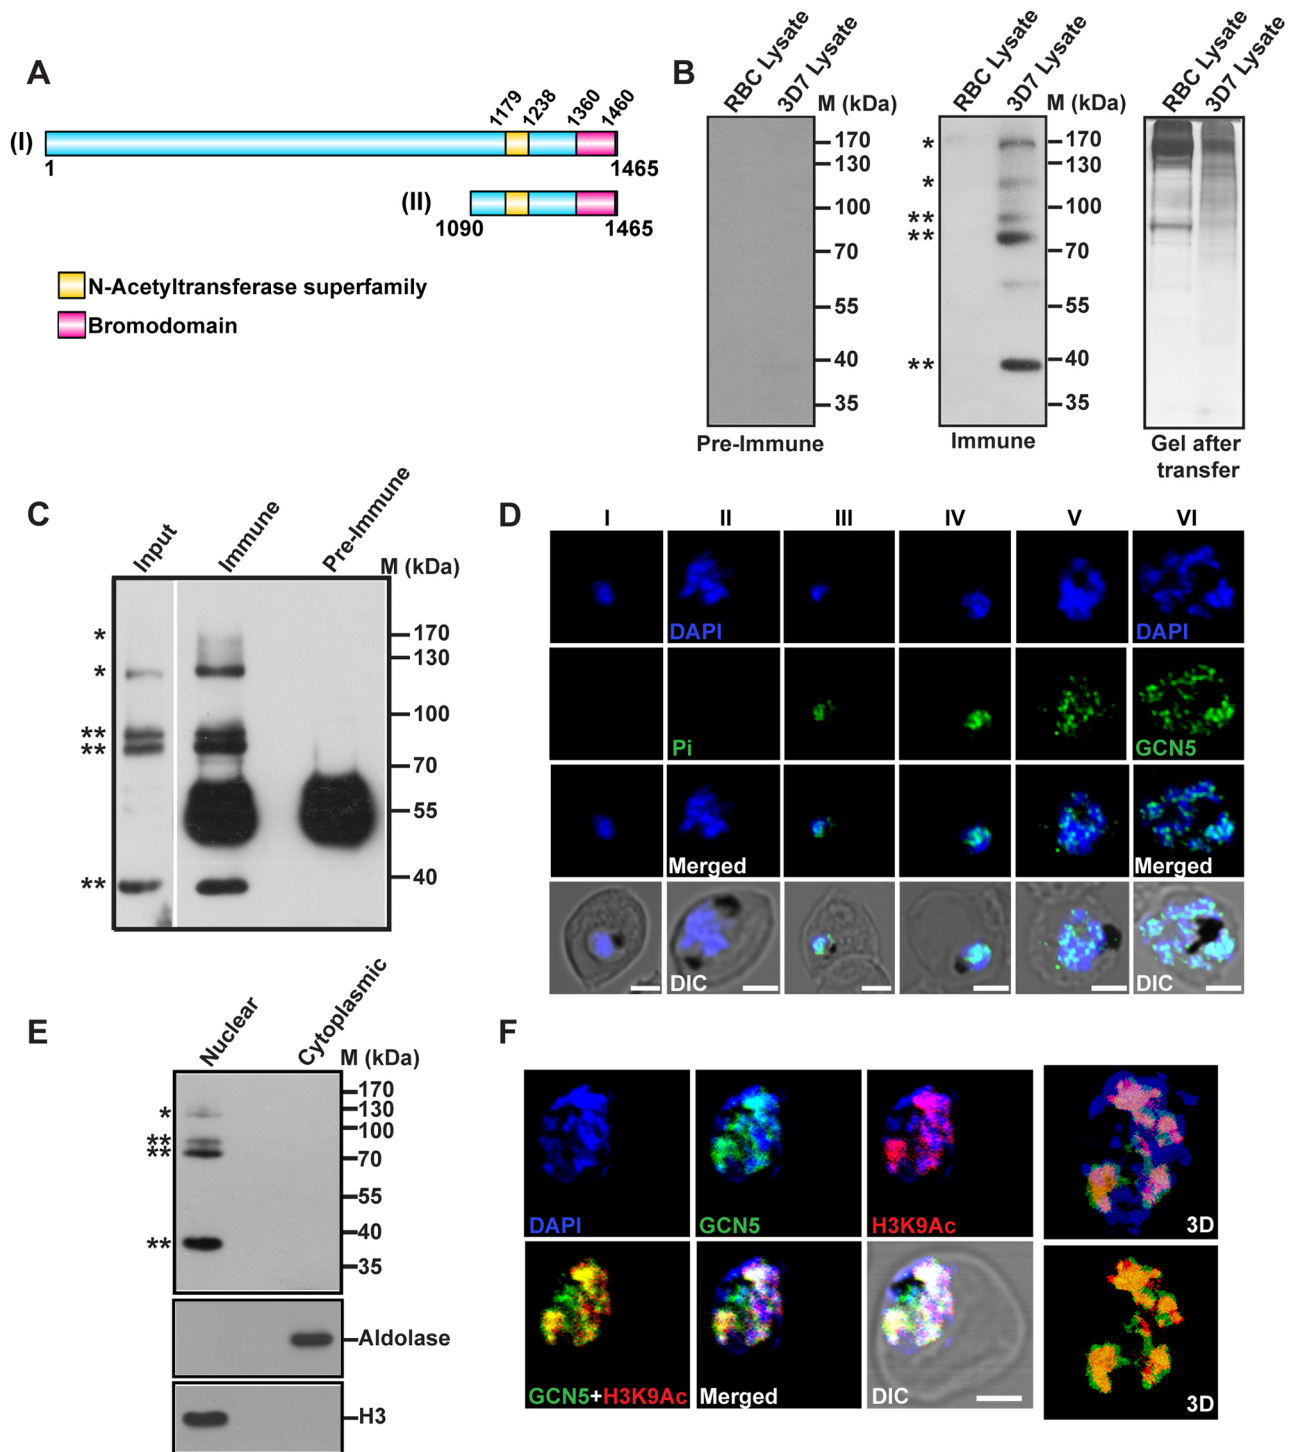 A
(I)
1179
1238
1360
1460
1
1465
(II)
1090
1465
N-Acetyltransferase superfamily
Bromodomain
B
RBC Lysate
3D7 Lysate
M (kDa)
170
130
100
70
55
40
35
Pre-Immune
RBC Lysate
3D7 Lysate
M (kDa)
*
*
**
**
**
170
130
100
70
55
40
35
Immune
RBC Lysate
3D7 Lysate
Gel after
transfer
C
Input
Immune
Pre-Immune
M (kDa)
*
*
**
**
**
170
130
100
70
55
40
D
I II III IV V VI
DAPI DAPI
Pi GCN5
Merged Merged
DIC DIC
E
Nuclear
Cytoplasmic
M (kDa)
*
**
**
**
170
130
100
70
55
40
35
Aldolase
H3
F
DAPI GCN5 H3K9Ac 3D
GCN5+H3K9Ac Merged DIC 3D